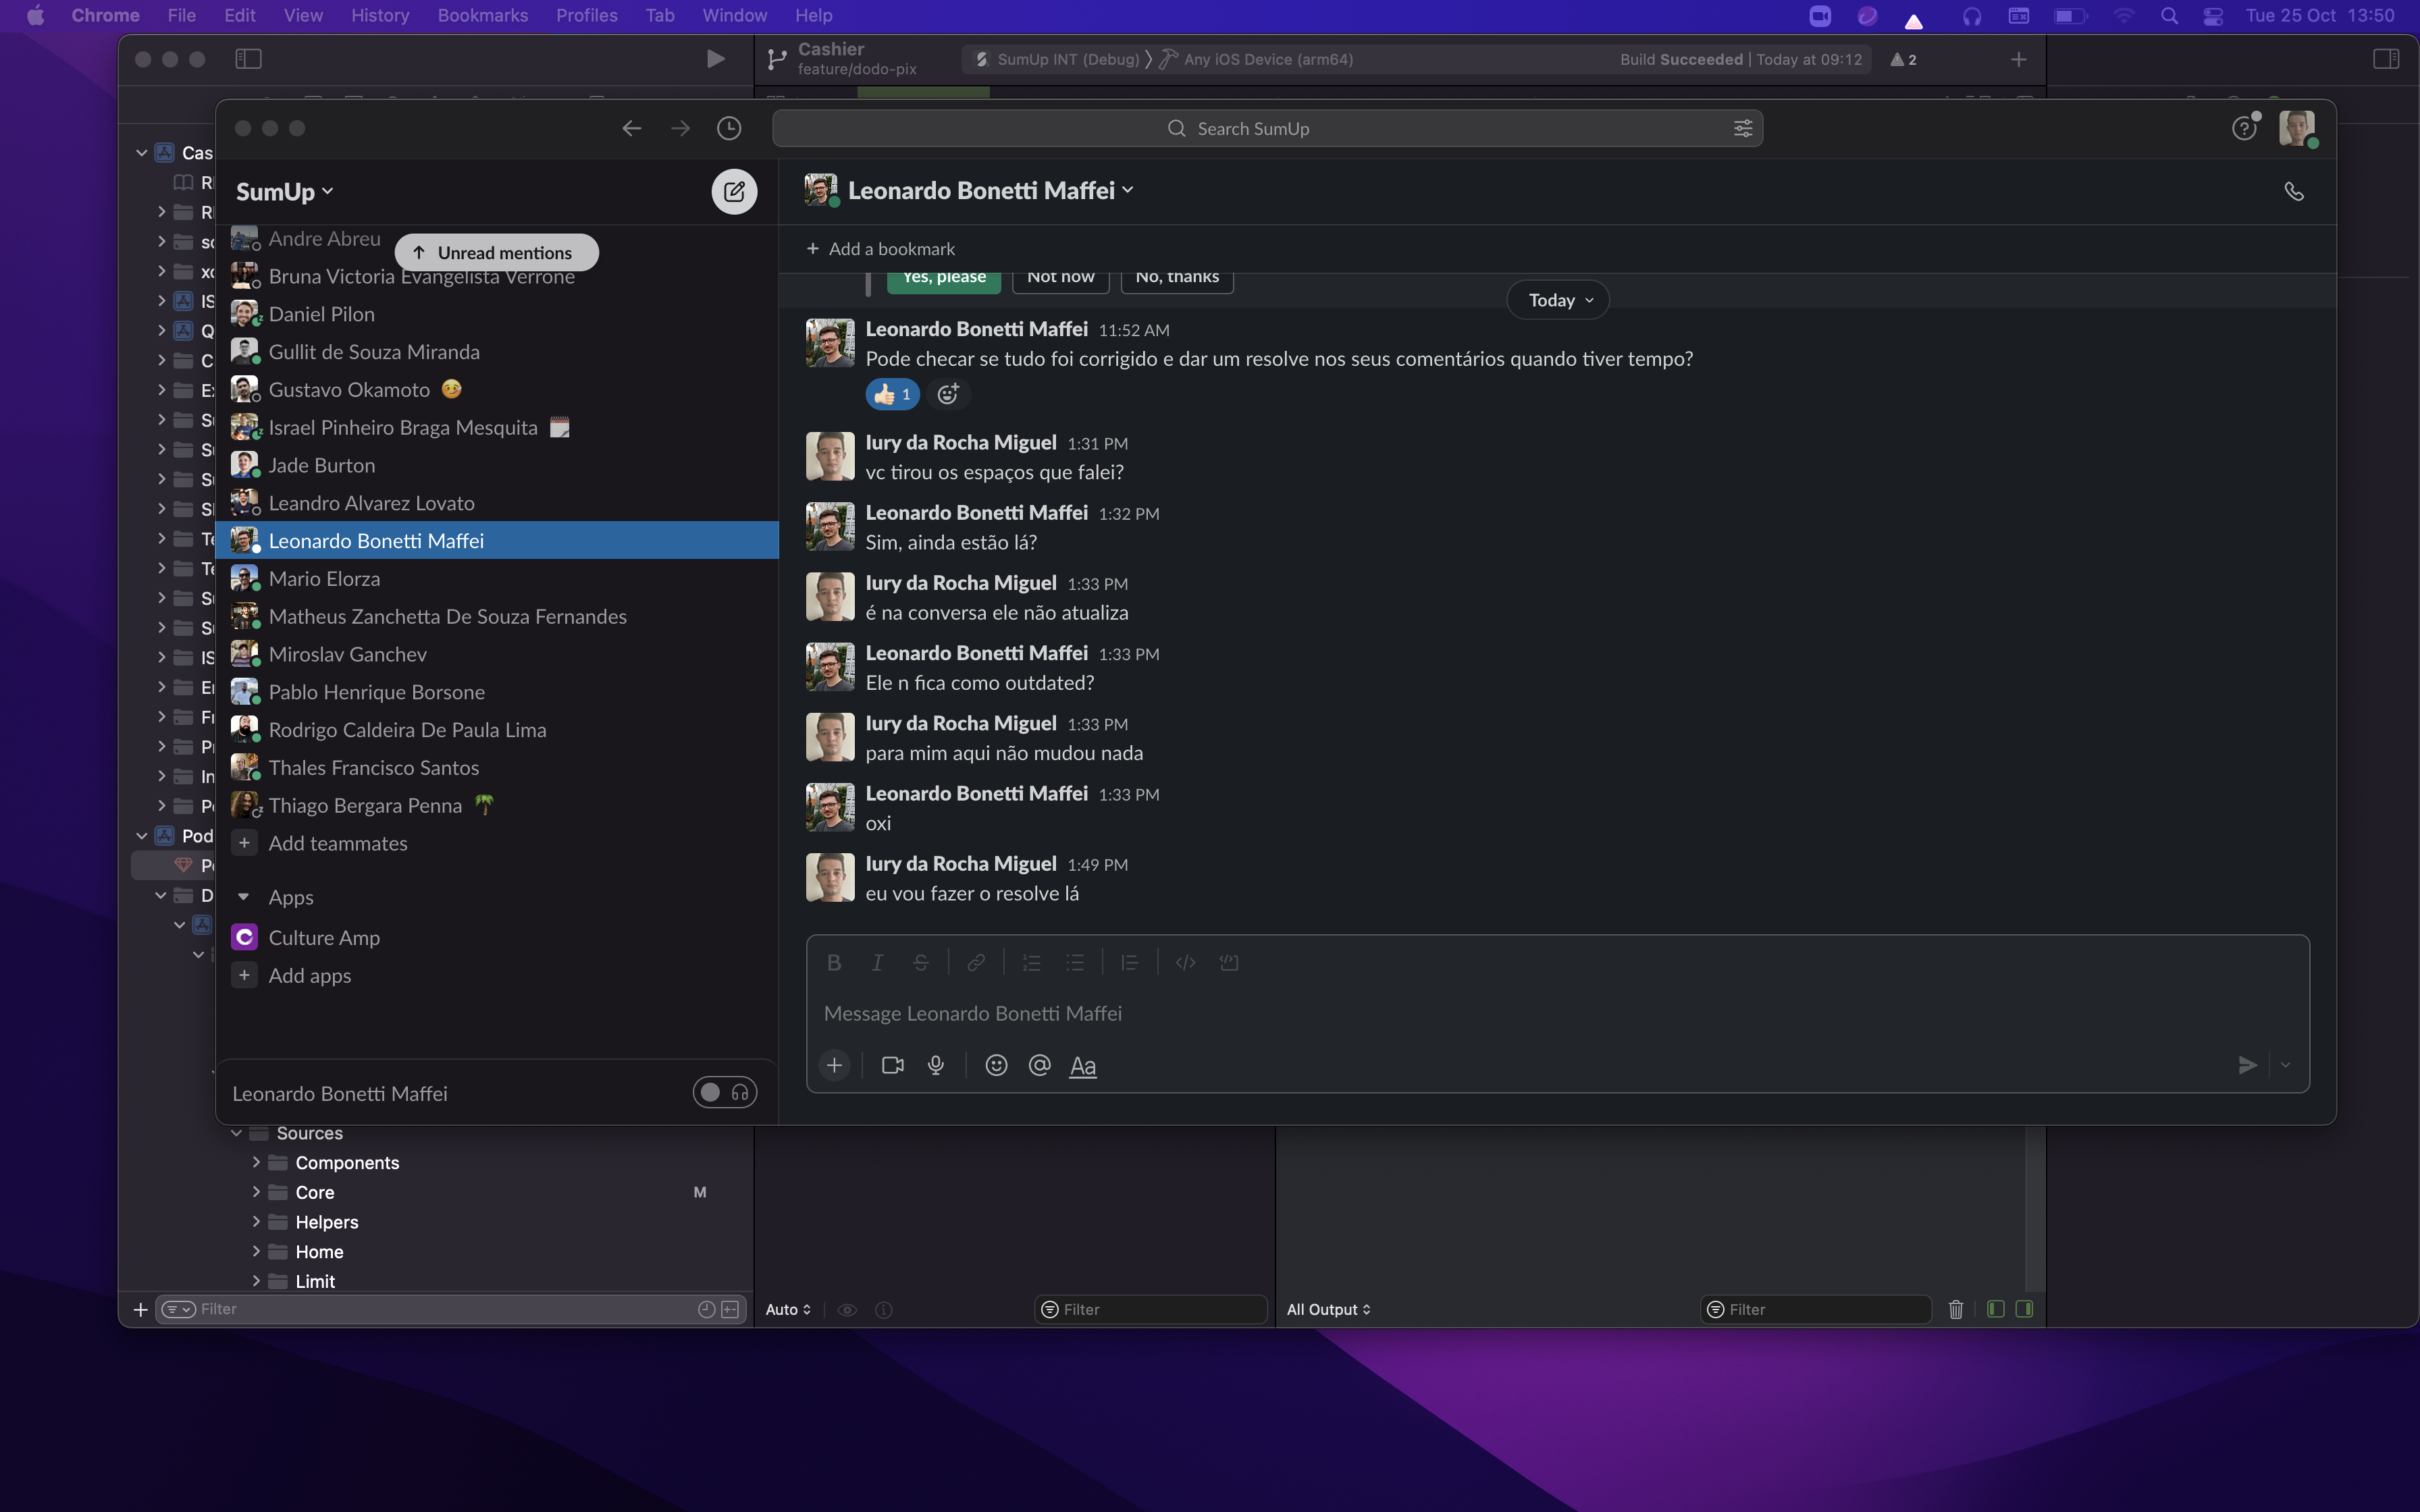 Chrome File Edit View History Bookmarks Profiles Tab Window Help Tue 25 Oct 13:50
Cashier
feature/dodo-pix
SumUp INT (Debug) Any iOS Device (arm64) Build Succeeded | Today at 09:12 2
Search SumUp
SumUp
Unread mentions
Andre Abreu
Bruna Victoria Evangelista Verrone
Daniel Pilon
Gullit de Souza Miranda
Gustavo Okamoto
Israel Pinheiro Braga Mesquita
Jade Burton
Leandro Alvarez Lovato
Leonardo Bonetti Maffei
Mario Elorza
Matheus Zanchetta De Souza Fernandes
Miroslav Ganchev
Pablo Henrique Borsone
Rodrigo Caldeira De Paula Lima
Thales Francisco Santos
Thiago Bergara Penna
Add teammates
Apps
Culture Amp
Add apps
Leonardo Bonetti Maffei
Leonardo Bonetti Maffei
Add a bookmark
Yes, please Not now No, thanks
Today
Leonardo Bonetti Maffei 11:52 AM
Pode checar se tudo foi corrigido e dar um resolve nos seus comentários quando tiver tempo?
1
Iury da Rocha Miguel 1:31 PM
vc tirou os espaços que falei?
Leonardo Bonetti Maffei 1:32 PM
Sim, ainda estão lá?
Iury da Rocha Miguel 1:33 PM
é na conversa ele não atualiza
Leonardo Bonetti Maffei 1:33 PM
Ele n fica como outdated?
Iury da Rocha Miguel 1:33 PM
para mim aqui não mudou nada
Leonardo Bonetti Maffei 1:33 PM
oxi
Iury da Rocha Miguel 1:49 PM
eu vou fazer o resolve lá
Message Leonardo Bonetti Maffei
Aa
Sources
Components
Core M
Helpers
Home
Limit
Filter
Auto Filter
All Output Filter